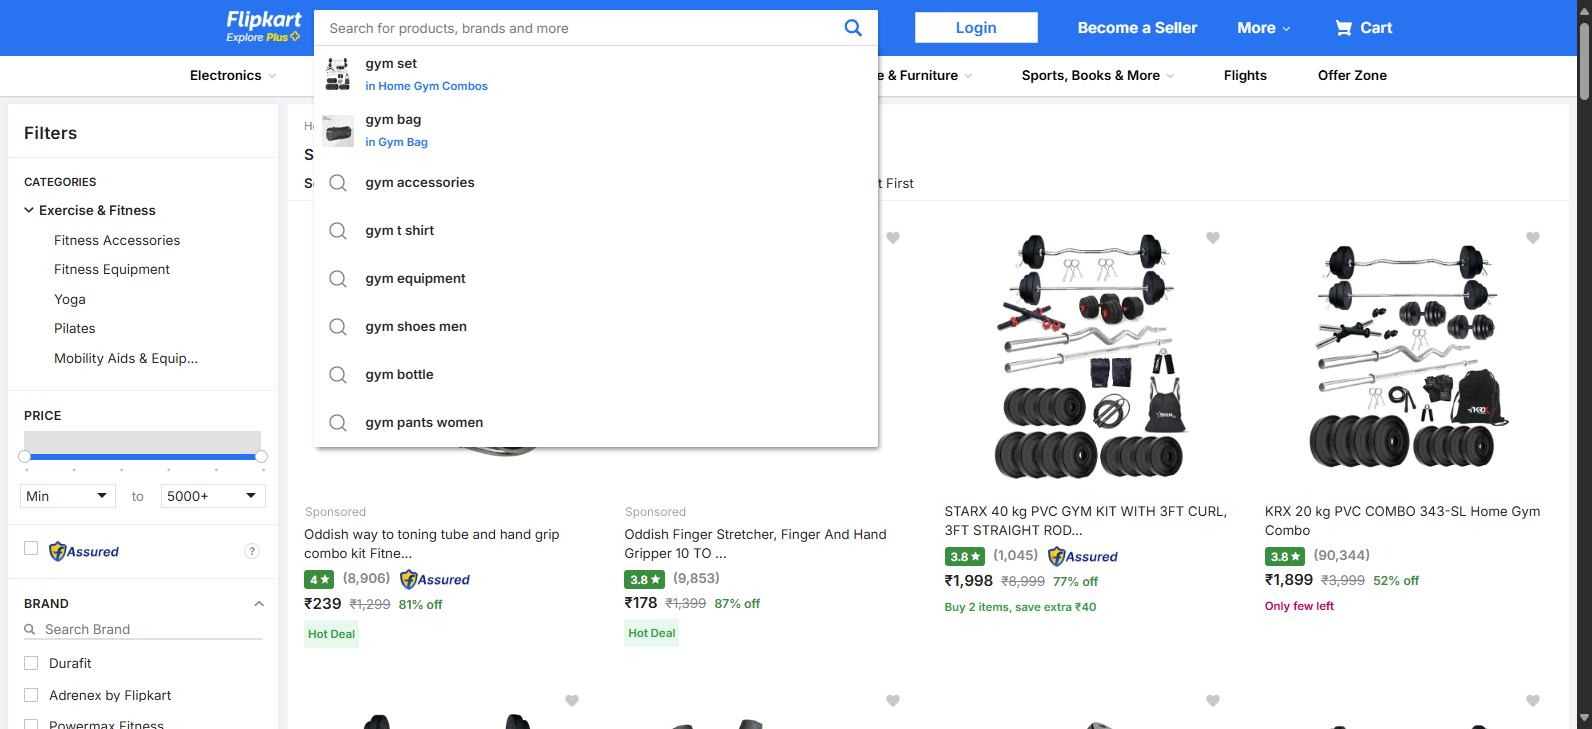 Flipkart
Explore Plus
Search for products, brands and more
Login
Become a Seller
More
Cart
Electronics
& Furniture
Sports, Books & More
Flights
Offer Zone
gym set
in Home Gym Combos
gym bag
in Gym Bag
gym accessories
gym t shirt
gym equipment
gym shoes men
gym bottle
gym pants women
Filters
CATEGORIES
Exercise & Fitness
Fitness Accessories
Fitness Equipment
Yoga
Pilates
Mobility Aids & Equip...
PRICE
Min
to
5000+
Assured
?
BRAND
Search Brand
Durafit
Adrenex by Flipkart
Powermax Fitness
t First
Sponsored
Oddish way to toning tube and hand grip
combo kit Fitne...
4 (8,906) Assured
₹239 ₹1,299 81% off
Hot Deal
Sponsored
Oddish Finger Stretcher, Finger And Hand
Gripper 10 TO ...
3.8 (9,853)
₹178 ₹1,399 87% off
Hot Deal
STARX 40 kg PVC GYM KIT WITH 3FT CURL,
3FT STRAIGHT ROD...
3.8 (1,045) Assured
₹1,998 ₹8,999 77% off
Buy 2 items, save extra ₹40
KRX 20 kg PVC COMBO 343-SL Home Gym
Combo
3.8 (90,344)
₹1,899 ₹3,999 52% off
Only few left